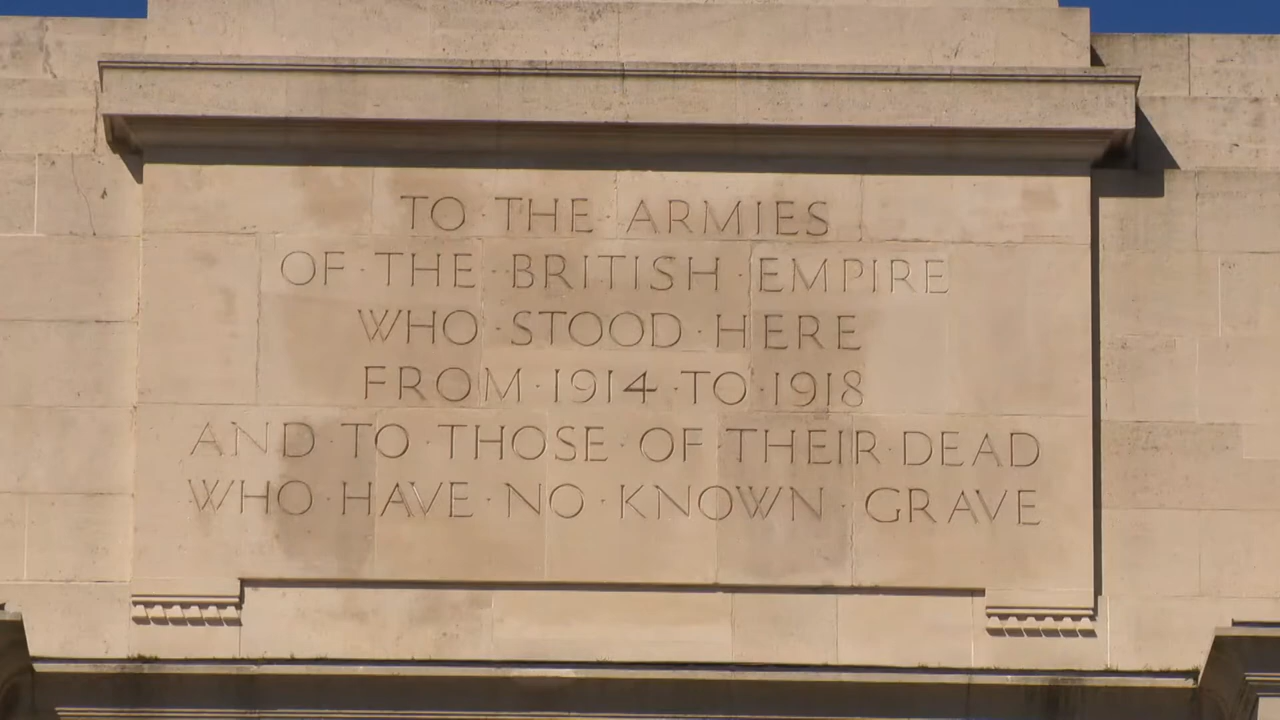 TO · THE · ARMIES
OF · THE · BRITISH · EMPIRE
WHO · STOOD · HERE
FROM · 1914 · TO · 1918
AND · TO · THOSE · OF · THEIR · DEAD
WHO · HAVE · NO · KNOWN · GRAVE